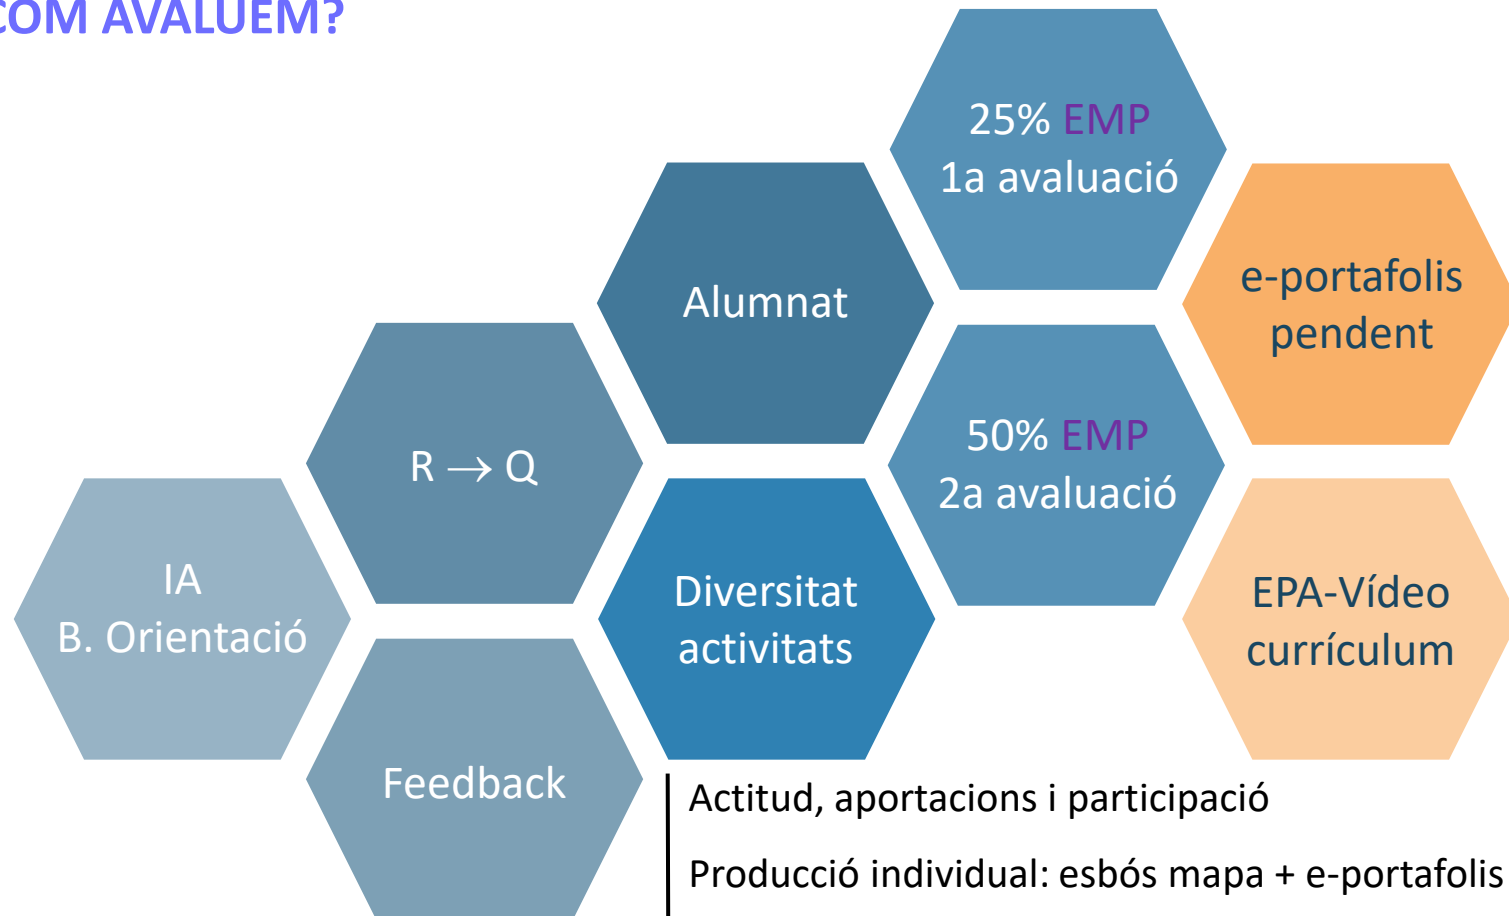 COM AVALUEM?
25% EMP
1a avaluació
Alumnat
e-portafolis
pendent
R → Q
50% EMP
2a avaluació
IA
B. Orientació
Diversitat
activitats
EPA-Vídeo
currículum
Feedback
Actitud, aportacions i participació
Producció individual: esbós mapa + e-portafolis